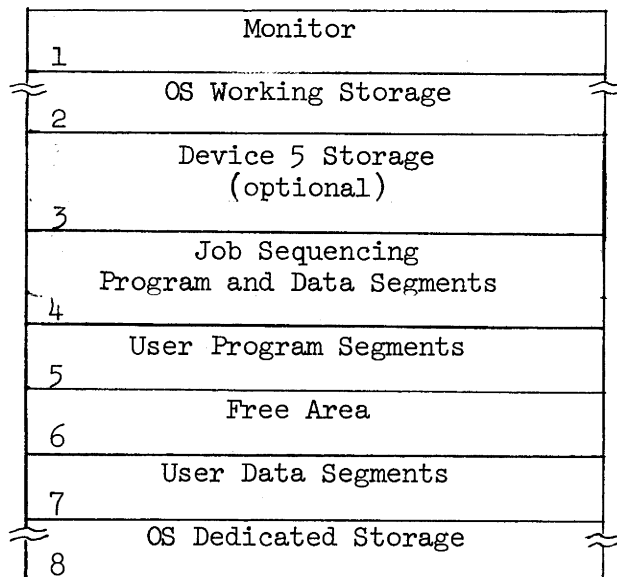 Monitor
1
OS Working Storage
2
Device 5 Storage
(optional)
3
Job Sequencing
Program and Data Segments
4
User Program Segments
5
Free Area
6
User Data Segments
7
OS Dedicated Storage
8